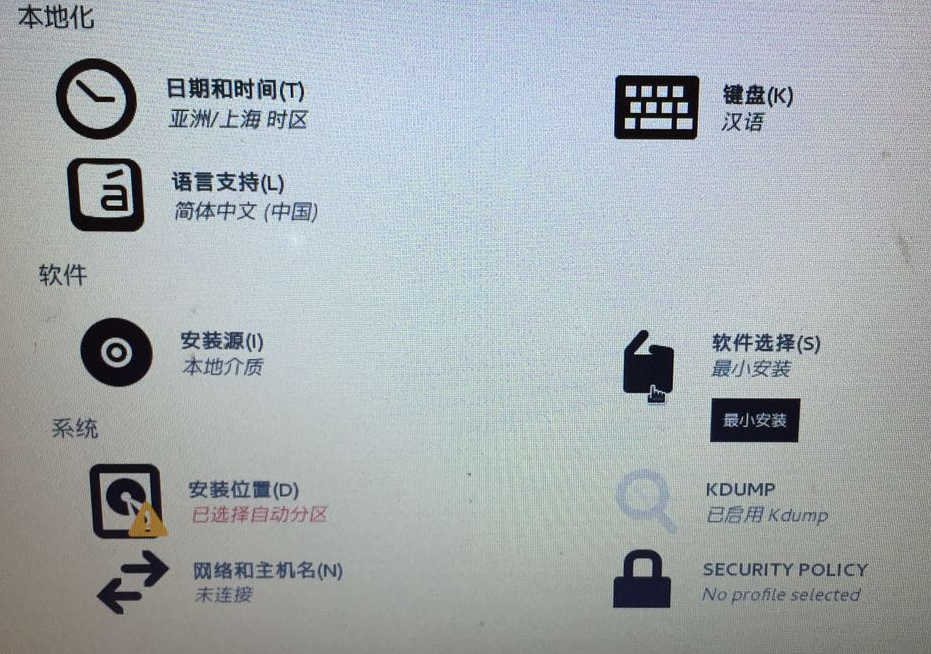 本地化
日期和时间(T)
亚洲/上海 时区
键盘(K)
汉语
á
语言支持(L)
简体中文 (中国)
软件
安装源(I)
本地介质
软件选择(S)
最小安装
最小安装
系统
安装位置(D)
已选择自动分区
KDUMP
已启用 Kdump
网络和主机名(N)
未连接
SECURITY POLICY
No profile selected